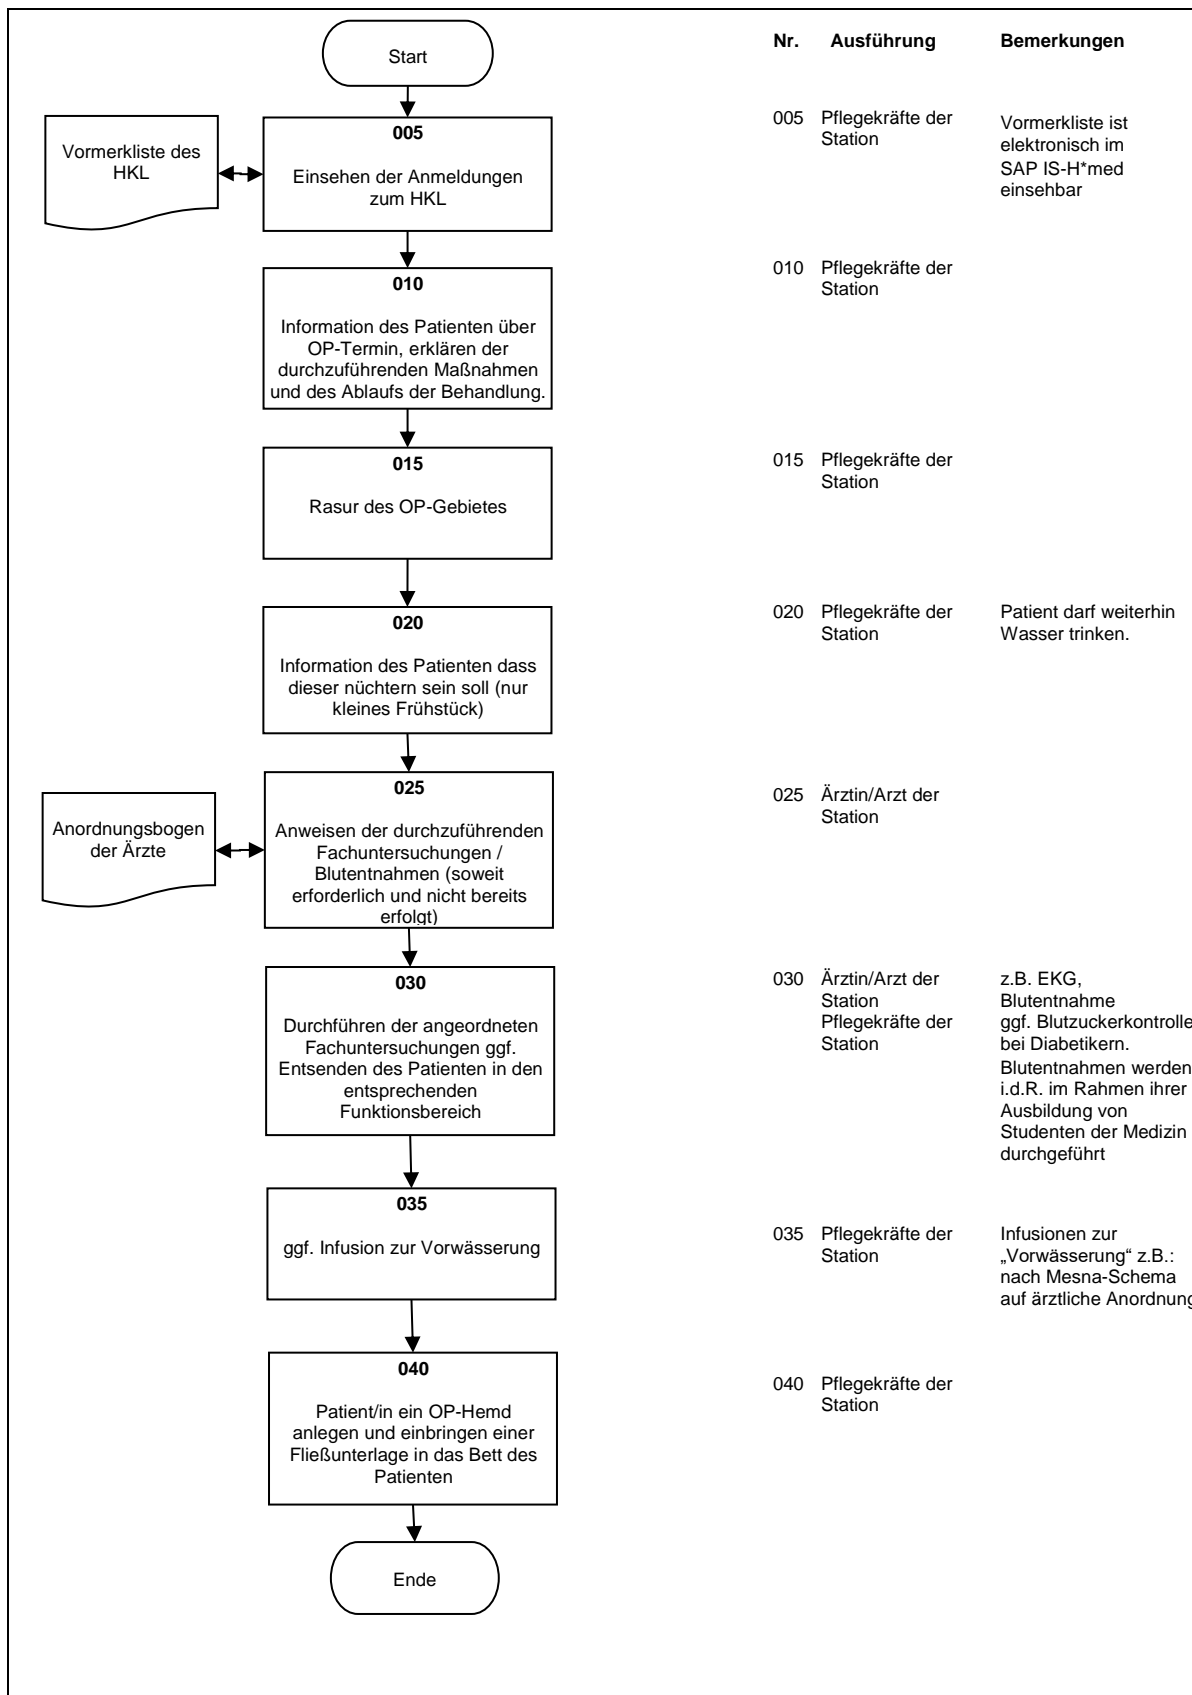 Start
Nr. Ausführung Bemerkungen
Vormerkliste des
HKL
005
Einsehen der Anmeldungen
zum HKL
005 Pflegekräfte der
Station
Vormerkliste ist
elektronisch im
SAP IS-H*med
einsehbar
010
Information des Patienten über
OP-Termin, erklären der
durchzuführenden Maßnahmen
und des Ablaufs der Behandlung.
010 Pflegekräfte der
Station
015
Rasur des OP-Gebietes
015 Pflegekräfte der
Station
020
Information des Patienten dass
dieser nüchtern sein soll (nur
kleines Frühstück)
020 Pflegekräfte der
Station
Patient darf weiterhin
Wasser trinken.
Anordnungsbogen
der Ärzte
025
Anweisen der durchzuführenden
Fachuntersuchungen /
Blutentnahmen (soweit
erforderlich und nicht bereits
erfolgt)
025 Ärztin/Arzt der
Station
030
Durchführen der angeordneten
Fachuntersuchungen ggf.
Entsenden des Patienten in den
entsprechenden
Funktionsbereich
030 Ärztin/Arzt der
Station
Pflegekräfte der
Station
z.B. EKG,
Blutentnahme
ggf. Blutzuckerkontrolle
bei Diabetikern.
Blutentnahmen werden
i.d.R. im Rahmen ihrer
Ausbildung von
Studenten der Medizin
durchgeführt
035
ggf. Infusion zur Vorwässerung
035 Pflegekräfte der
Station
Infusionen zur
„Vorwässerung“ z.B.:
nach Mesna-Schema
auf ärztliche Anordnung
040
Patient/in ein OP-Hemd
anlegen und einbringen einer
Fließunterlage in das Bett des
Patienten
040 Pflegekräfte der
Station
Ende